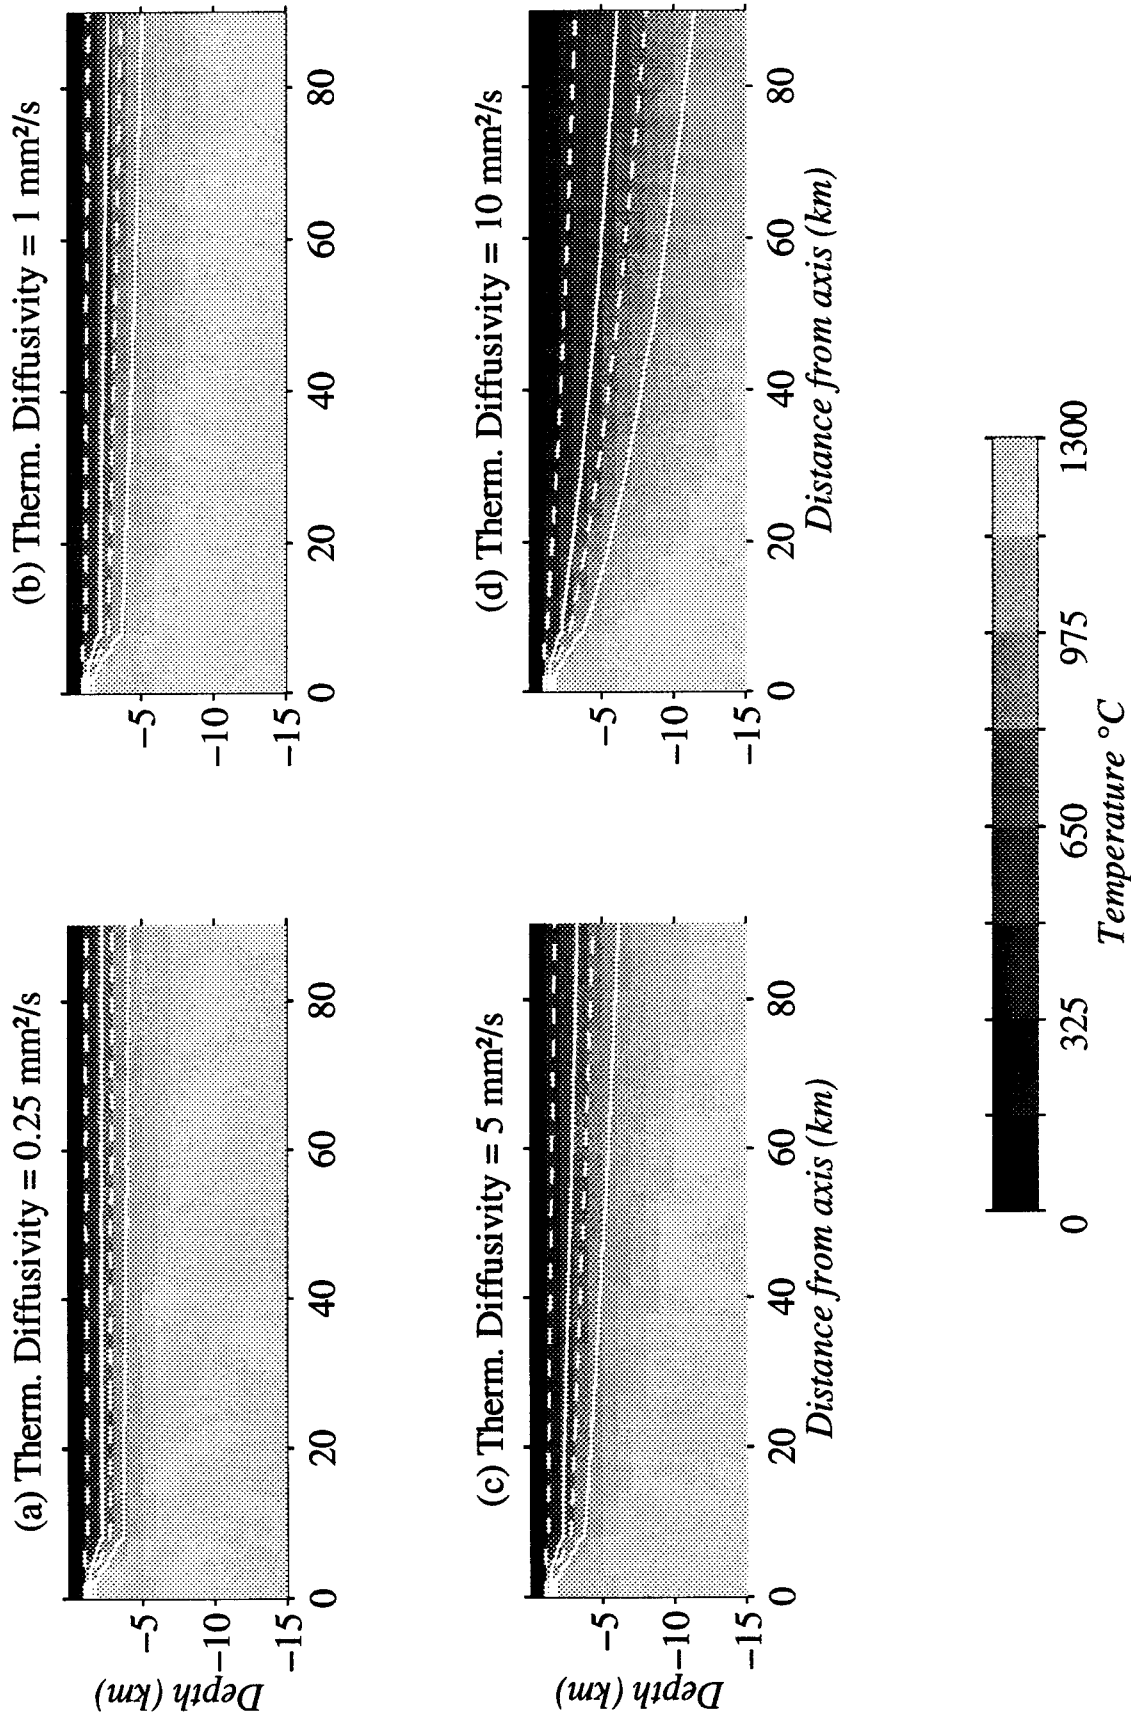 (a) Therm. Diffusivity = 0.25 mm²/s
Depth (km)
−5
−10
−15
0 20 40 60 80
(b) Therm. Diffusivity = 1 mm²/s
−5
−10
−15
0 20 40 60 80
(c) Therm. Diffusivity = 5 mm²/s
Depth (km)
−5
−10
−15
0 20 40 60 80
Distance from axis (km)
(d) Therm. Diffusivity = 10 mm²/s
−5
−10
−15
0 20 40 60 80
Distance from axis (km)
0 325 650 975 1300
Temperature °C